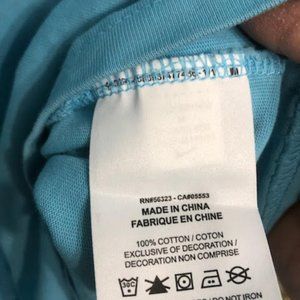 RN#56323 - CA#05553
MADE IN CHINA
FABRIQUE EN CHINE
100% COTTON / COTON
EXCLUSIVE OF DECORATION /
DECORATION NON COMPRISE
30C
DO NOT IRON